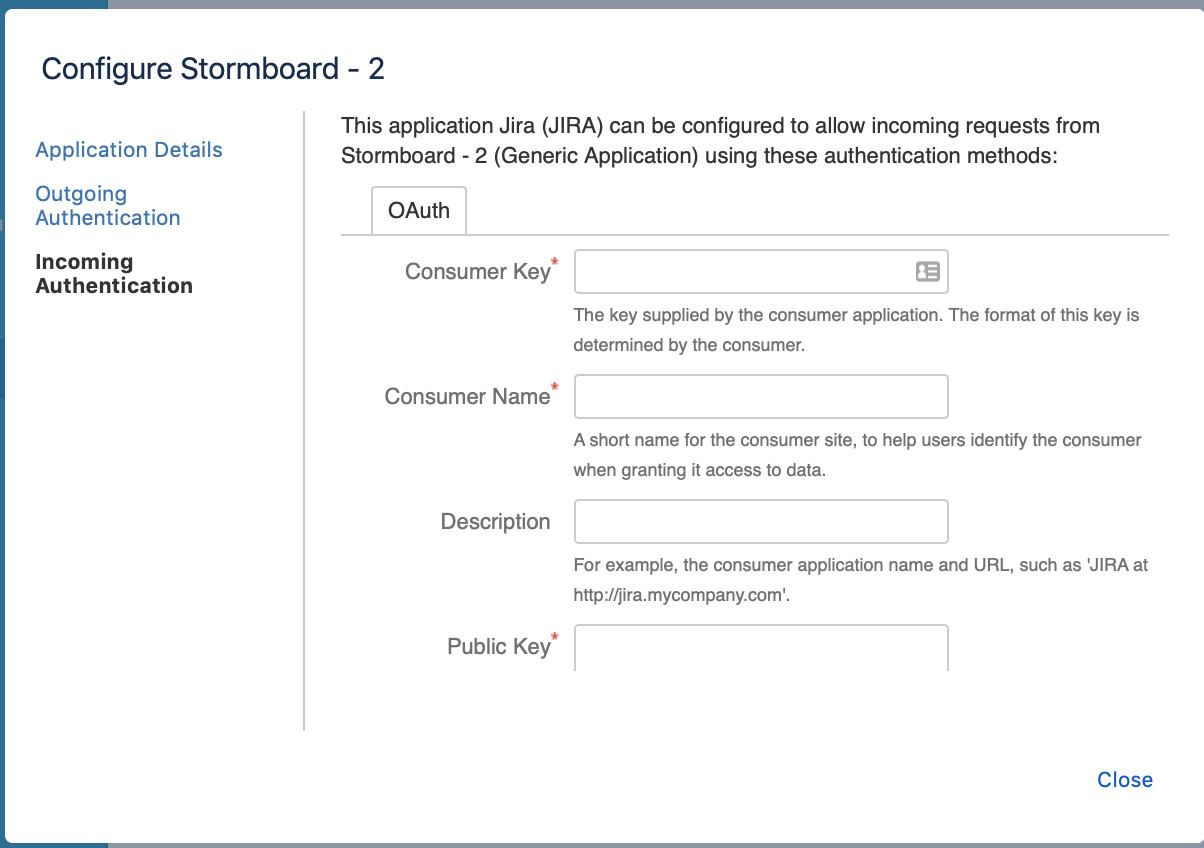 Configure Stormboard - 2
Application Details
Outgoing
Authentication
Incoming
Authentication
This application Jira (JIRA) can be configured to allow incoming requests from
Stormboard - 2 (Generic Application) using these authentication methods:
OAuth
Consumer Key*
The key supplied by the consumer application. The format of this key is
determined by the consumer.
Consumer Name*
A short name for the consumer site, to help users identify the consumer
when granting it access to data.
Description
For example, the consumer application name and URL, such as 'JIRA at
http://jira.mycompany.com'.
Public Key*
Close